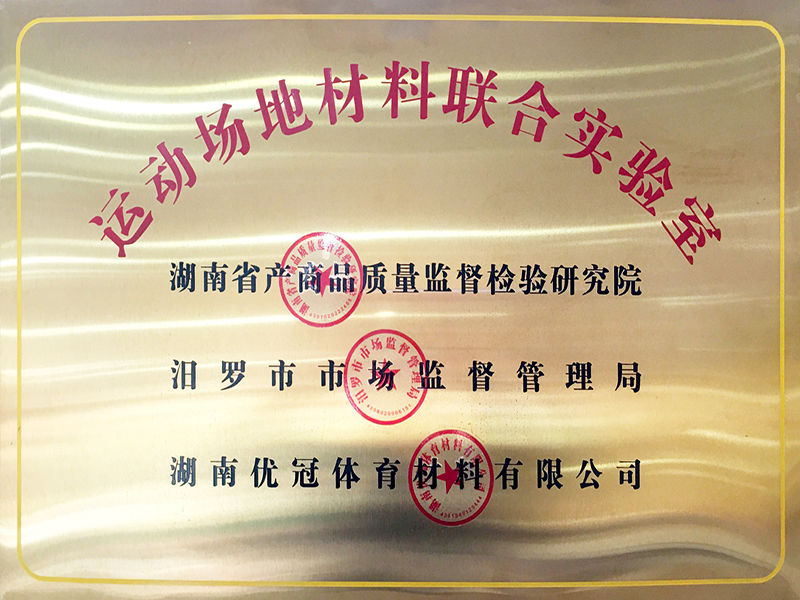 运动场地材料联合实验室
湖南省产商品质量监督检验研究院
汨罗市市场监督管理局
湖南优冠体育材料有限公司